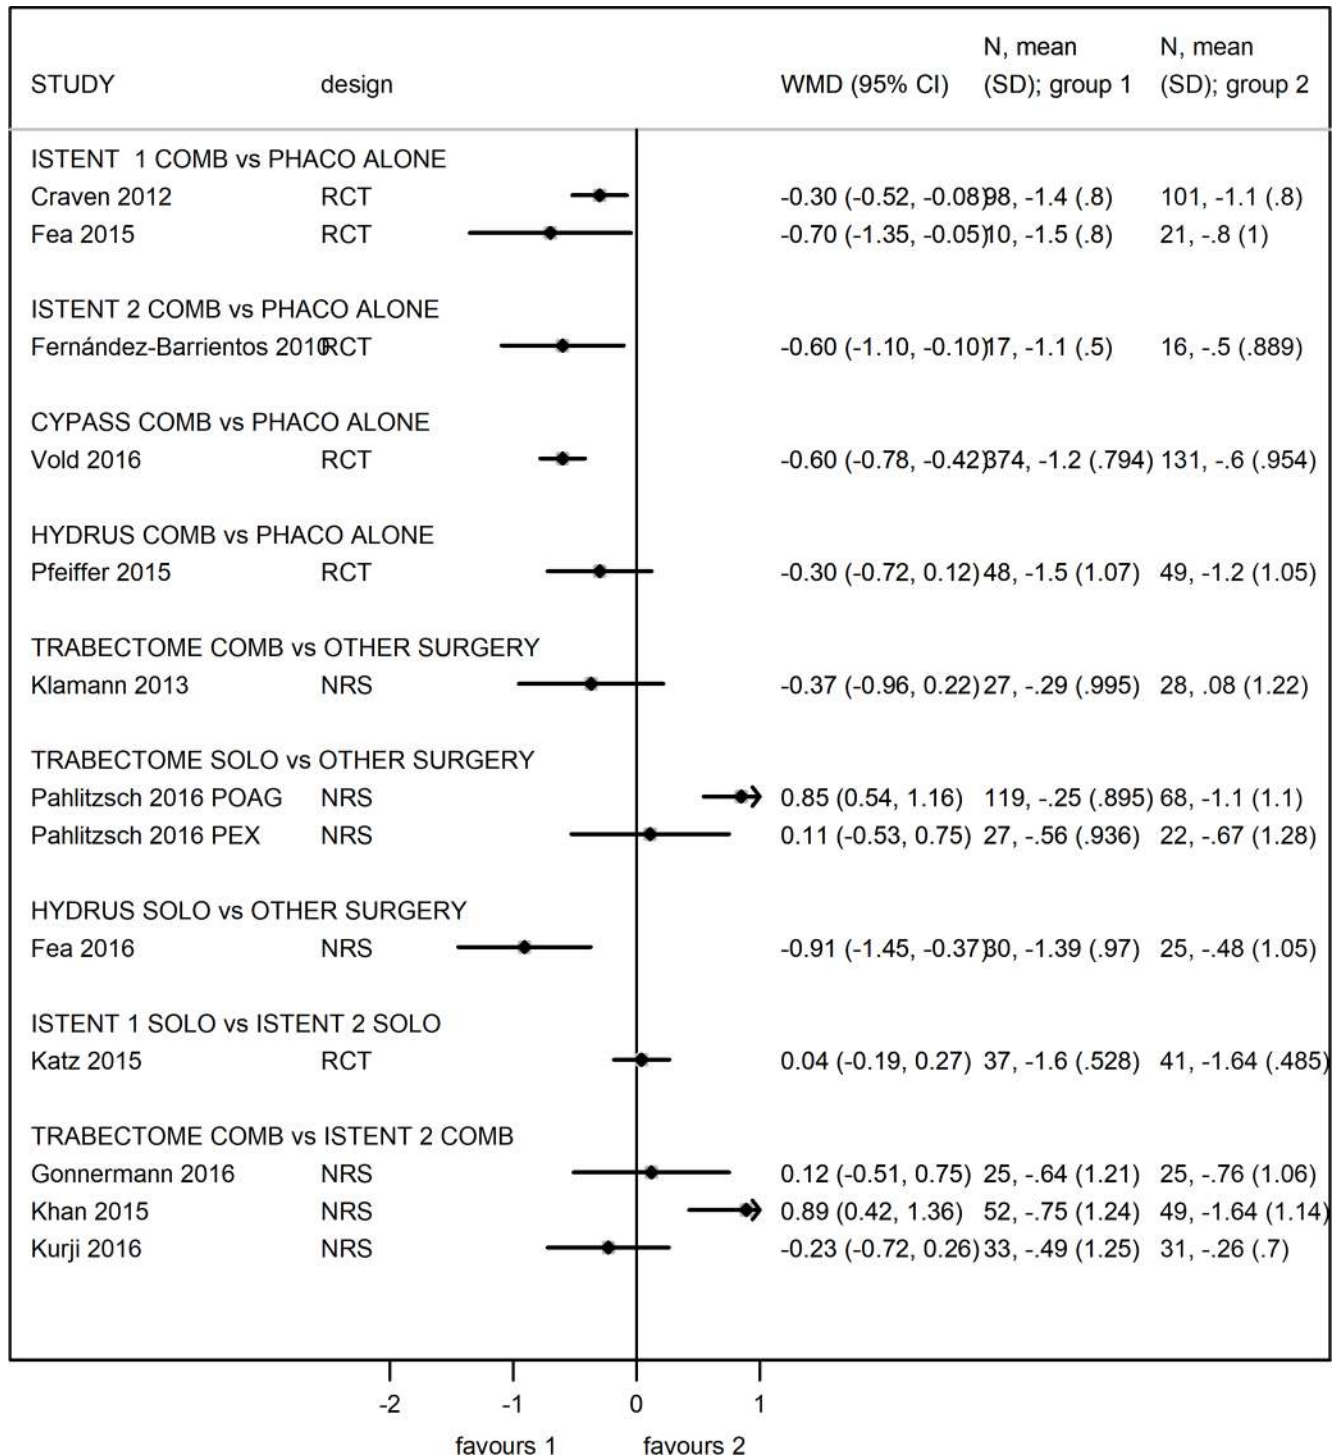 N, mean N, mean
STUDY design WMD (95% CI) (SD); group 1 (SD); group 2
ISTENT 1 COMB vs PHACO ALONE
Craven 2012 RCT -0.30 (-0.52, -0.08) 98, -1.4 (.8) 101, -1.1 (.8)
Fea 2015 RCT -0.70 (-1.35, -0.05) 10, -1.5 (.8) 21, -.8 (1)
ISTENT 2 COMB vs PHACO ALONE
Fernández-Barrientos 2010 RCT -0.60 (-1.10, -0.10) 17, -1.1 (.5) 16, -.5 (.889)
CYPASS COMB vs PHACO ALONE
Vold 2016 RCT -0.60 (-0.78, -0.42) 374, -1.2 (.794) 131, -.6 (.954)
HYDRUS COMB vs PHACO ALONE
Pfeiffer 2015 RCT -0.30 (-0.72, 0.12) 48, -1.5 (1.07) 49, -1.2 (1.05)
TRABECTOME COMB vs OTHER SURGERY
Klamann 2013 NRS -0.37 (-0.96, 0.22) 27, -.29 (.995) 28, .08 (1.22)
TRABECTOME SOLO vs OTHER SURGERY
Pahlitzsch 2016 POAG NRS 0.85 (0.54, 1.16) 119, -.25 (.895) 68, -1.1 (1.1)
Pahlitzsch 2016 PEX NRS 0.11 (-0.53, 0.75) 27, -.56 (.936) 22, -.67 (1.28)
HYDRUS SOLO vs OTHER SURGERY
Fea 2016 NRS -0.91 (-1.45, -0.37) 30, -1.39 (.97) 25, -.48 (1.05)
ISTENT 1 SOLO vs ISTENT 2 SOLO
Katz 2015 RCT 0.04 (-0.19, 0.27) 37, -1.6 (.528) 41, -1.64 (.485)
TRABECTOME COMB vs ISTENT 2 COMB
Gonnermann 2016 NRS 0.12 (-0.51, 0.75) 25, -.64 (1.21) 25, -.76 (1.06)
Khan 2015 NRS 0.89 (0.42, 1.36) 52, -.75 (1.24) 49, -1.64 (1.14)
Kurji 2016 NRS -0.23 (-0.72, 0.26) 33, -.49 (1.25) 31, -.26 (.7)
-2 -1 0 1
favours 1 favours 2